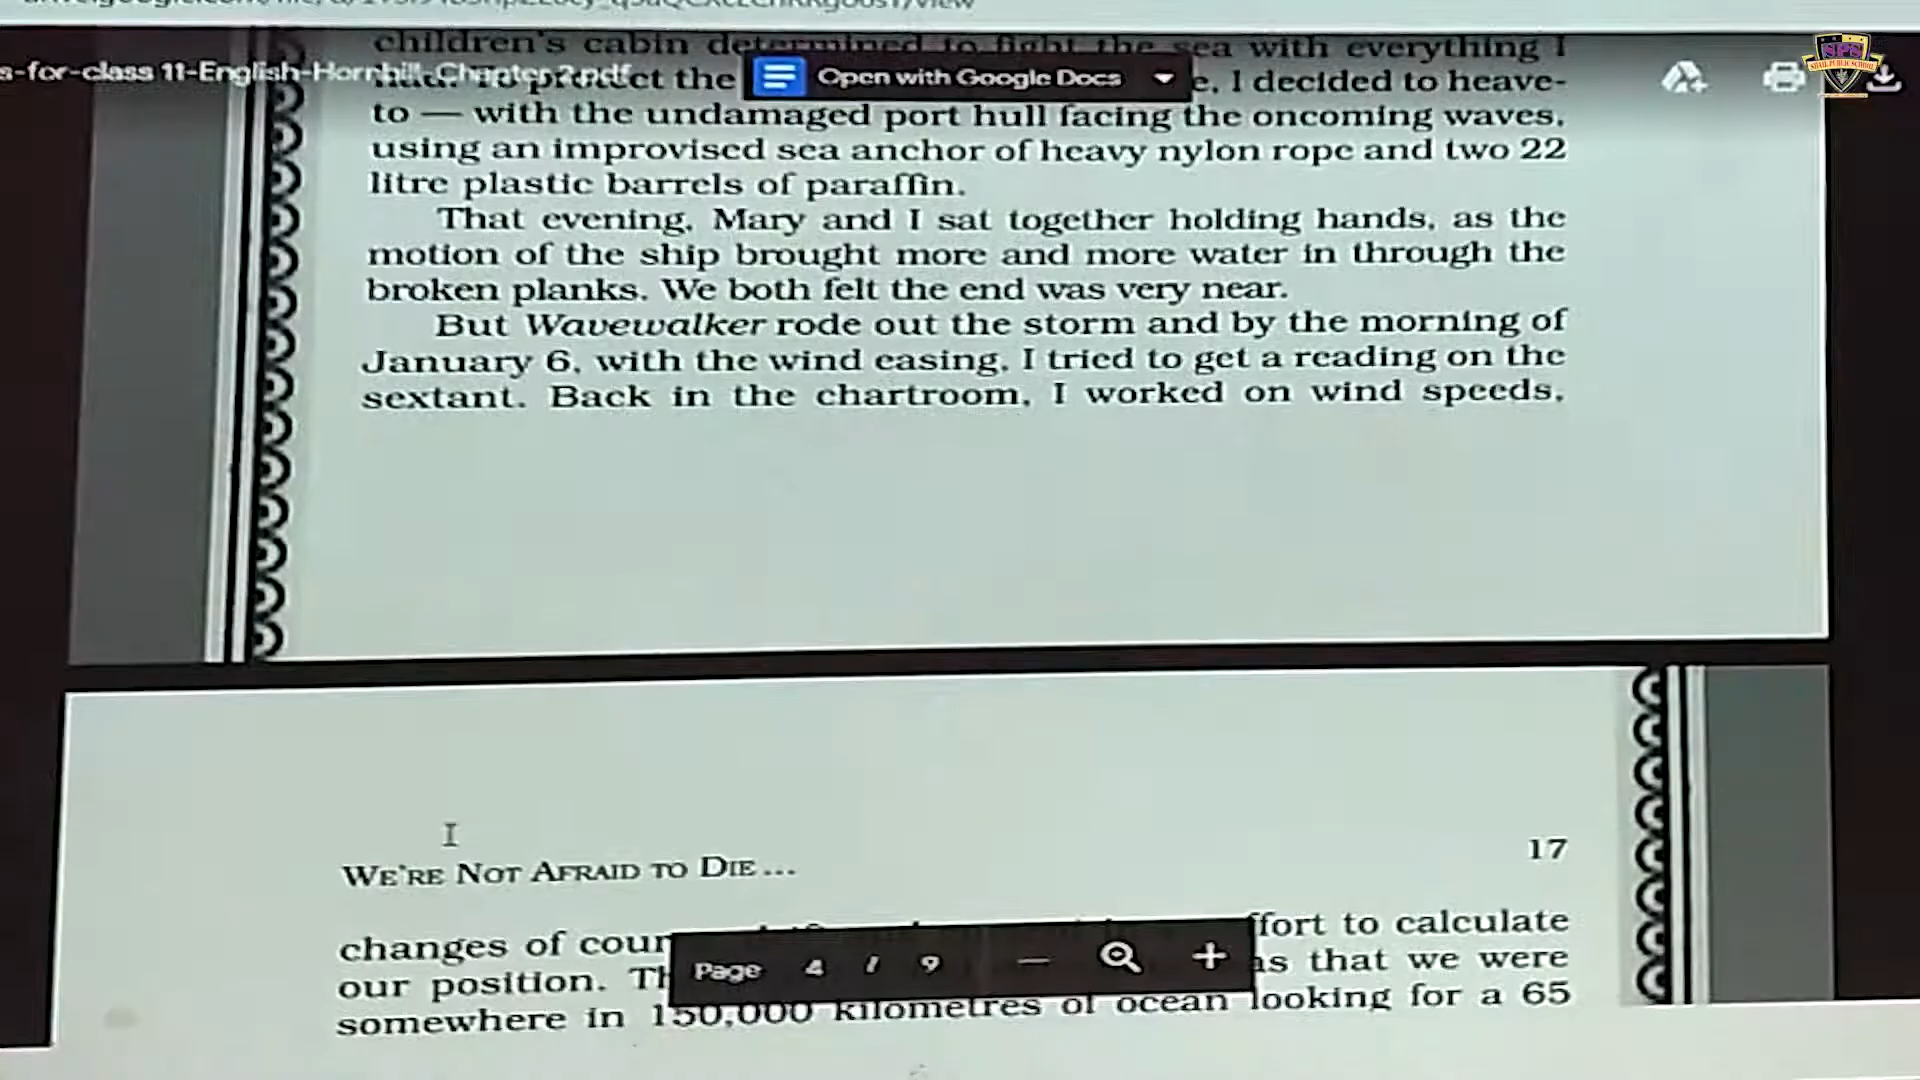 children's cabin determined to fight the sea with everything I
s-for-class 11-English-Hornbill-Chapter 2.pdf
Open with Google Docs
SPS
had. To protect the e, I decided to heave-
to — with the undamaged port hull facing the oncoming waves,
using an improvised sea anchor of heavy nylon rope and two 22
litre plastic barrels of paraffin.
That evening, Mary and I sat together holding hands, as the
motion of the ship brought more and more water in through the
broken planks. We both felt the end was very near.
But Wavewalker rode out the storm and by the morning of
January 6, with the wind easing, I tried to get a reading on the
sextant. Back in the chartroom, I worked on wind speeds,
WE'RE NOT AFRAID TO DIE...
17
changes of cour ffort to calculate
our position. Th as that we were
somewhere in 150,000 kilometres of ocean looking for a 65
Page 4 / 9